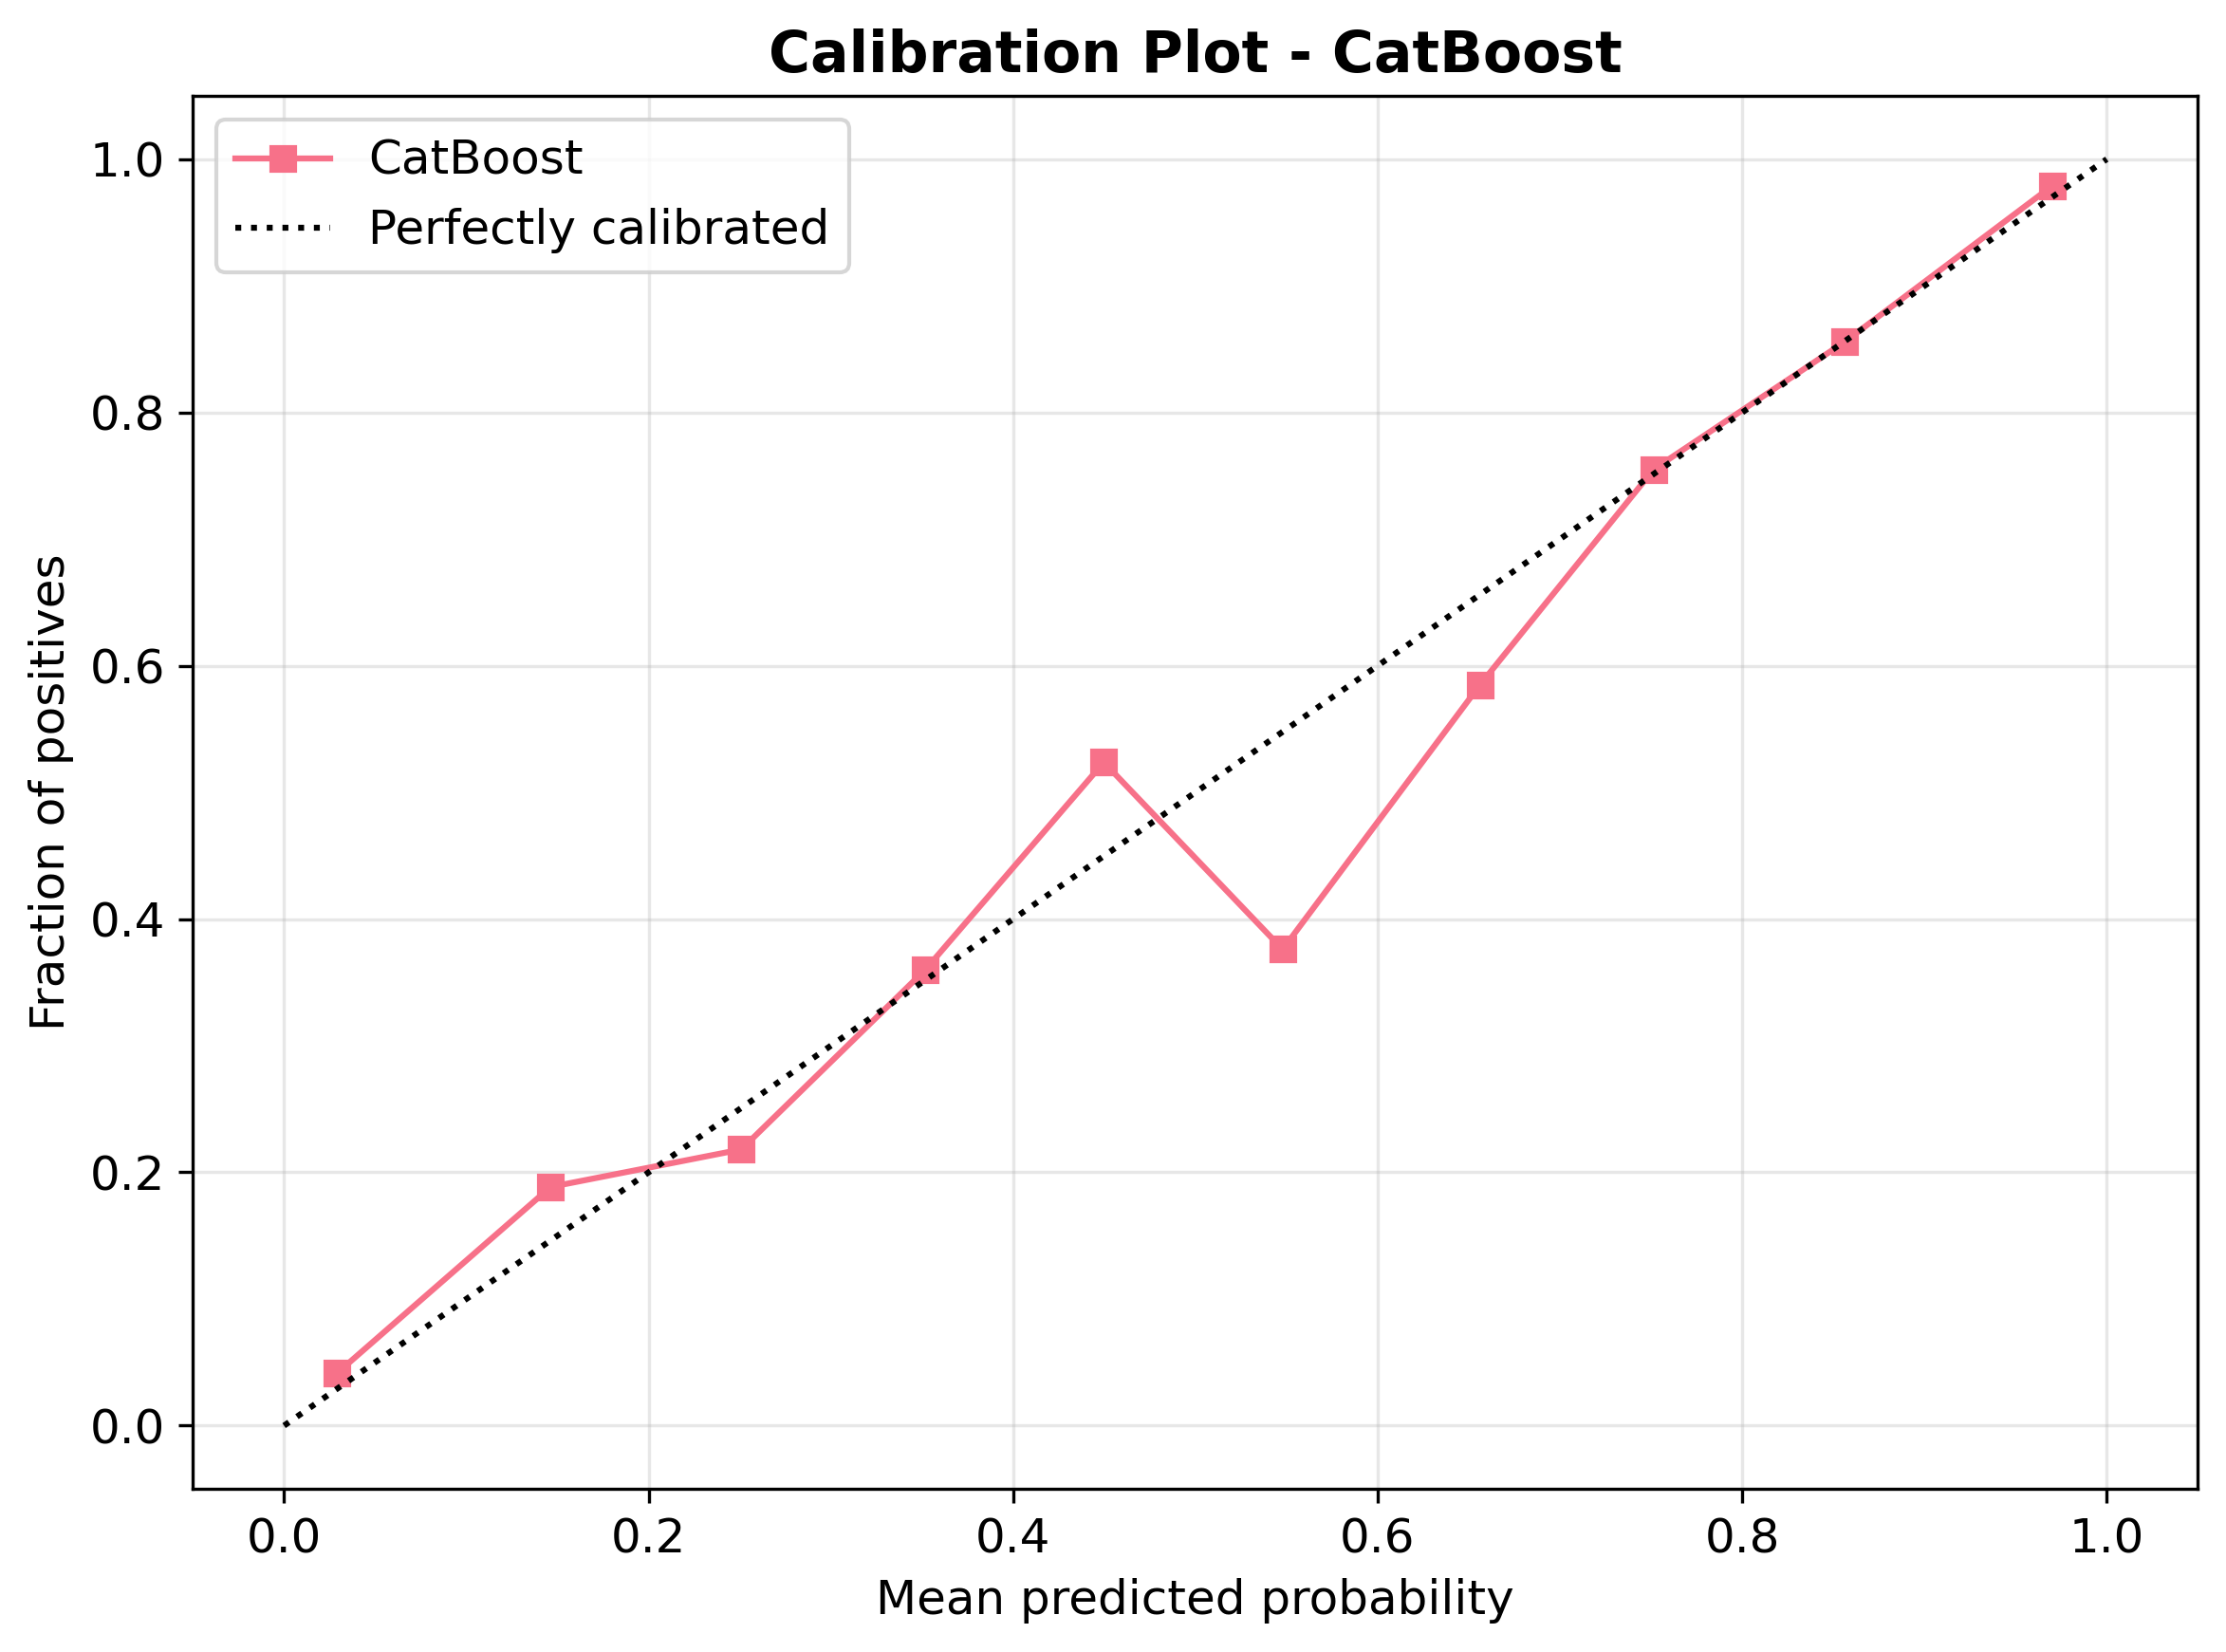 Calibration Plot - CatBoost
CatBoost
Perfectly calibrated
1.0
0.8
0.6
0.4
0.2
0.0
Fraction of positives
0.0 0.2 0.4 0.6 0.8 1.0
Mean predicted probability